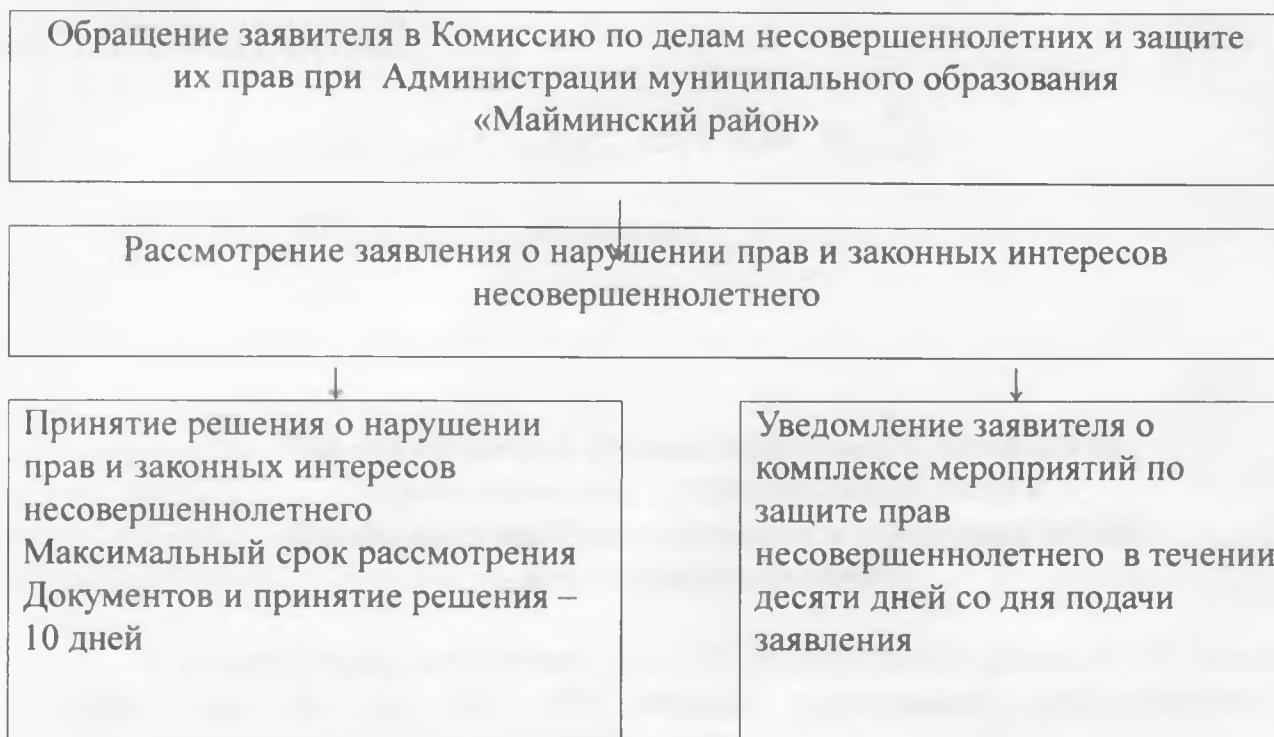 Обращение заявителя в Комиссию по делам несовершеннолетних и защите
их прав при Администрации муниципального образования
«Майминский район»
Рассмотрение заявления о нарушении прав и законных интересов
несовершеннолетнего
Принятие решения о нарушении
прав и законных интересов
несовершеннолетнего
Максимальный срок рассмотрения
Документов и принятие решения –
10 дней
Уведомление заявителя о
комплексе мероприятий по
защите прав
несовершеннолетнего в течении
десяти дней со дня подачи
заявления